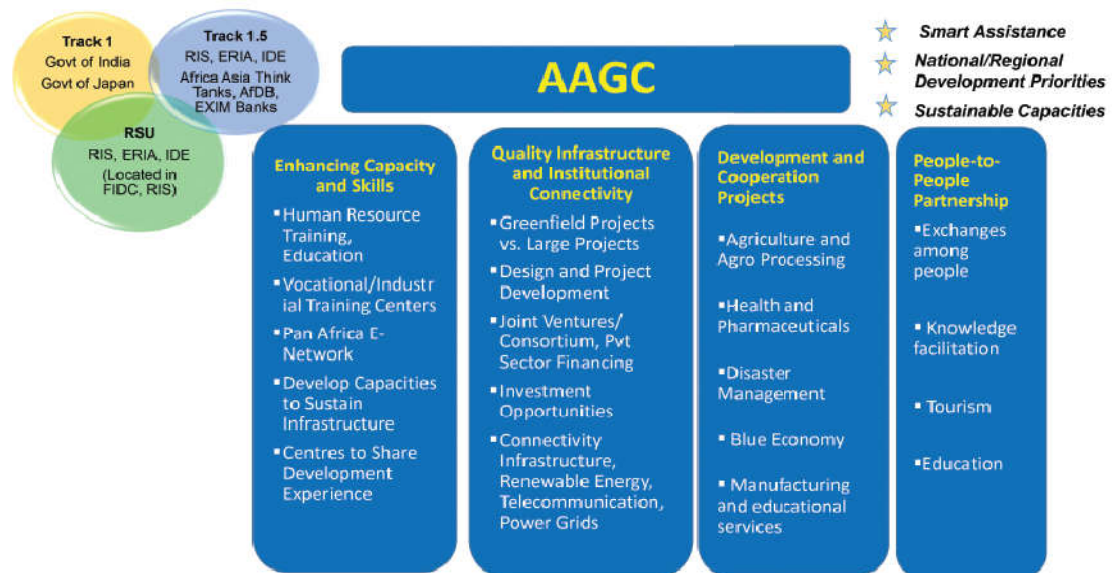 Track 1
Govt of India
Govt of Japan
Track 1.5
RIS, ERIA, IDE
Africa Asia Think
Tanks, AfDB,
EXIM Banks
RSU
RIS, ERIA, IDE
(Located in
FIDC, RIS)
AAGC
Smart Assistance
National/Regional
Development Priorities
Sustainable Capacities
Enhancing Capacity
and Skills
▪Human Resource
Training,
Education
▪Vocational/Industr
ial Training Centers
▪Pan Africa E-
Network
▪Develop Capacities
to Sustain
Infrastructure
▪Centres to Share
Development
Experience
Quality Infrastructure
and Institutional
Connectivity
▪Greenfield Projects
vs. Large Projects
▪Design and Project
Development
▪Joint Ventures/
Consortium, Pvt
Sector Financing
▪Investment
Opportunities
▪Connectivity
Infrastructure,
Renewable Energy,
Telecommunication,
Power Grids
Development and
Cooperation
Projects
▪Agriculture and
Agro Processing
▪Health and
Pharmaceuticals
▪Disaster
Management
▪ Blue Economy
▪ Manufacturing
and educational
services
People-to-
People
Partnership
▪Exchanges
among
people
▪ Knowledge
facilitation
▪ Tourism
▪Education